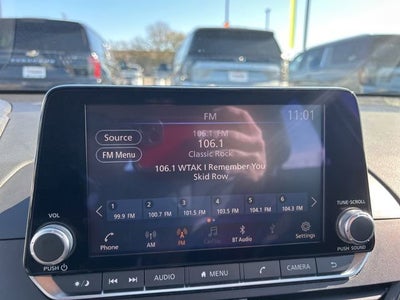 FM
11:01
Source
FM Menu
106.1 FM
106.1
Classic Rock
106.1 WTAK I Remember You
Skid Row
1 2 3 4 5 6
99.9 FM 100.7 FM 101.5 FM 103.5 FM 104.1 FM 104.3 FM
Phone
AM
FM
CarPlay
BT Audio
Settings
VOL
PUSH
TUNE·SCROLL
PUSH SOUND
AUDIO
MENU
CAMERA